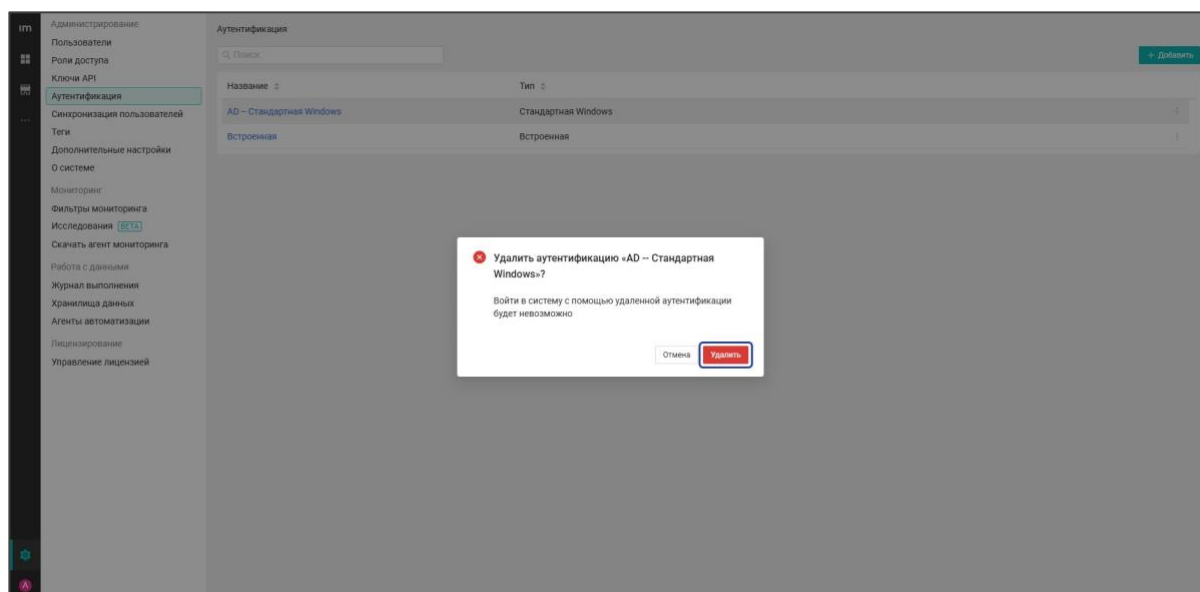 im
Администрирование
Пользователи
Роли доступа
Ключи API
Аутентификация
Синхронизация пользователей
Теги
Дополнительные настройки
О системе
Мониторинг
Фильтры мониторинга
Исследования BETA
Скачать агент мониторинга
Работа с данными
Журнал выполнения
Хранилища данных
Агенты автоматизации
Лицензирование
Управление лицензией
A
Аутентификация
Поиск
+ Добавить
Название Тип
AD -- Стандартная Windows Стандартная Windows
Встроенная Встроенная
Удалить аутентификацию «AD -- Стандартная
Windows»?
Войти в систему с помощью удаленной аутентификации
будет невозможно
Отмена Удалить